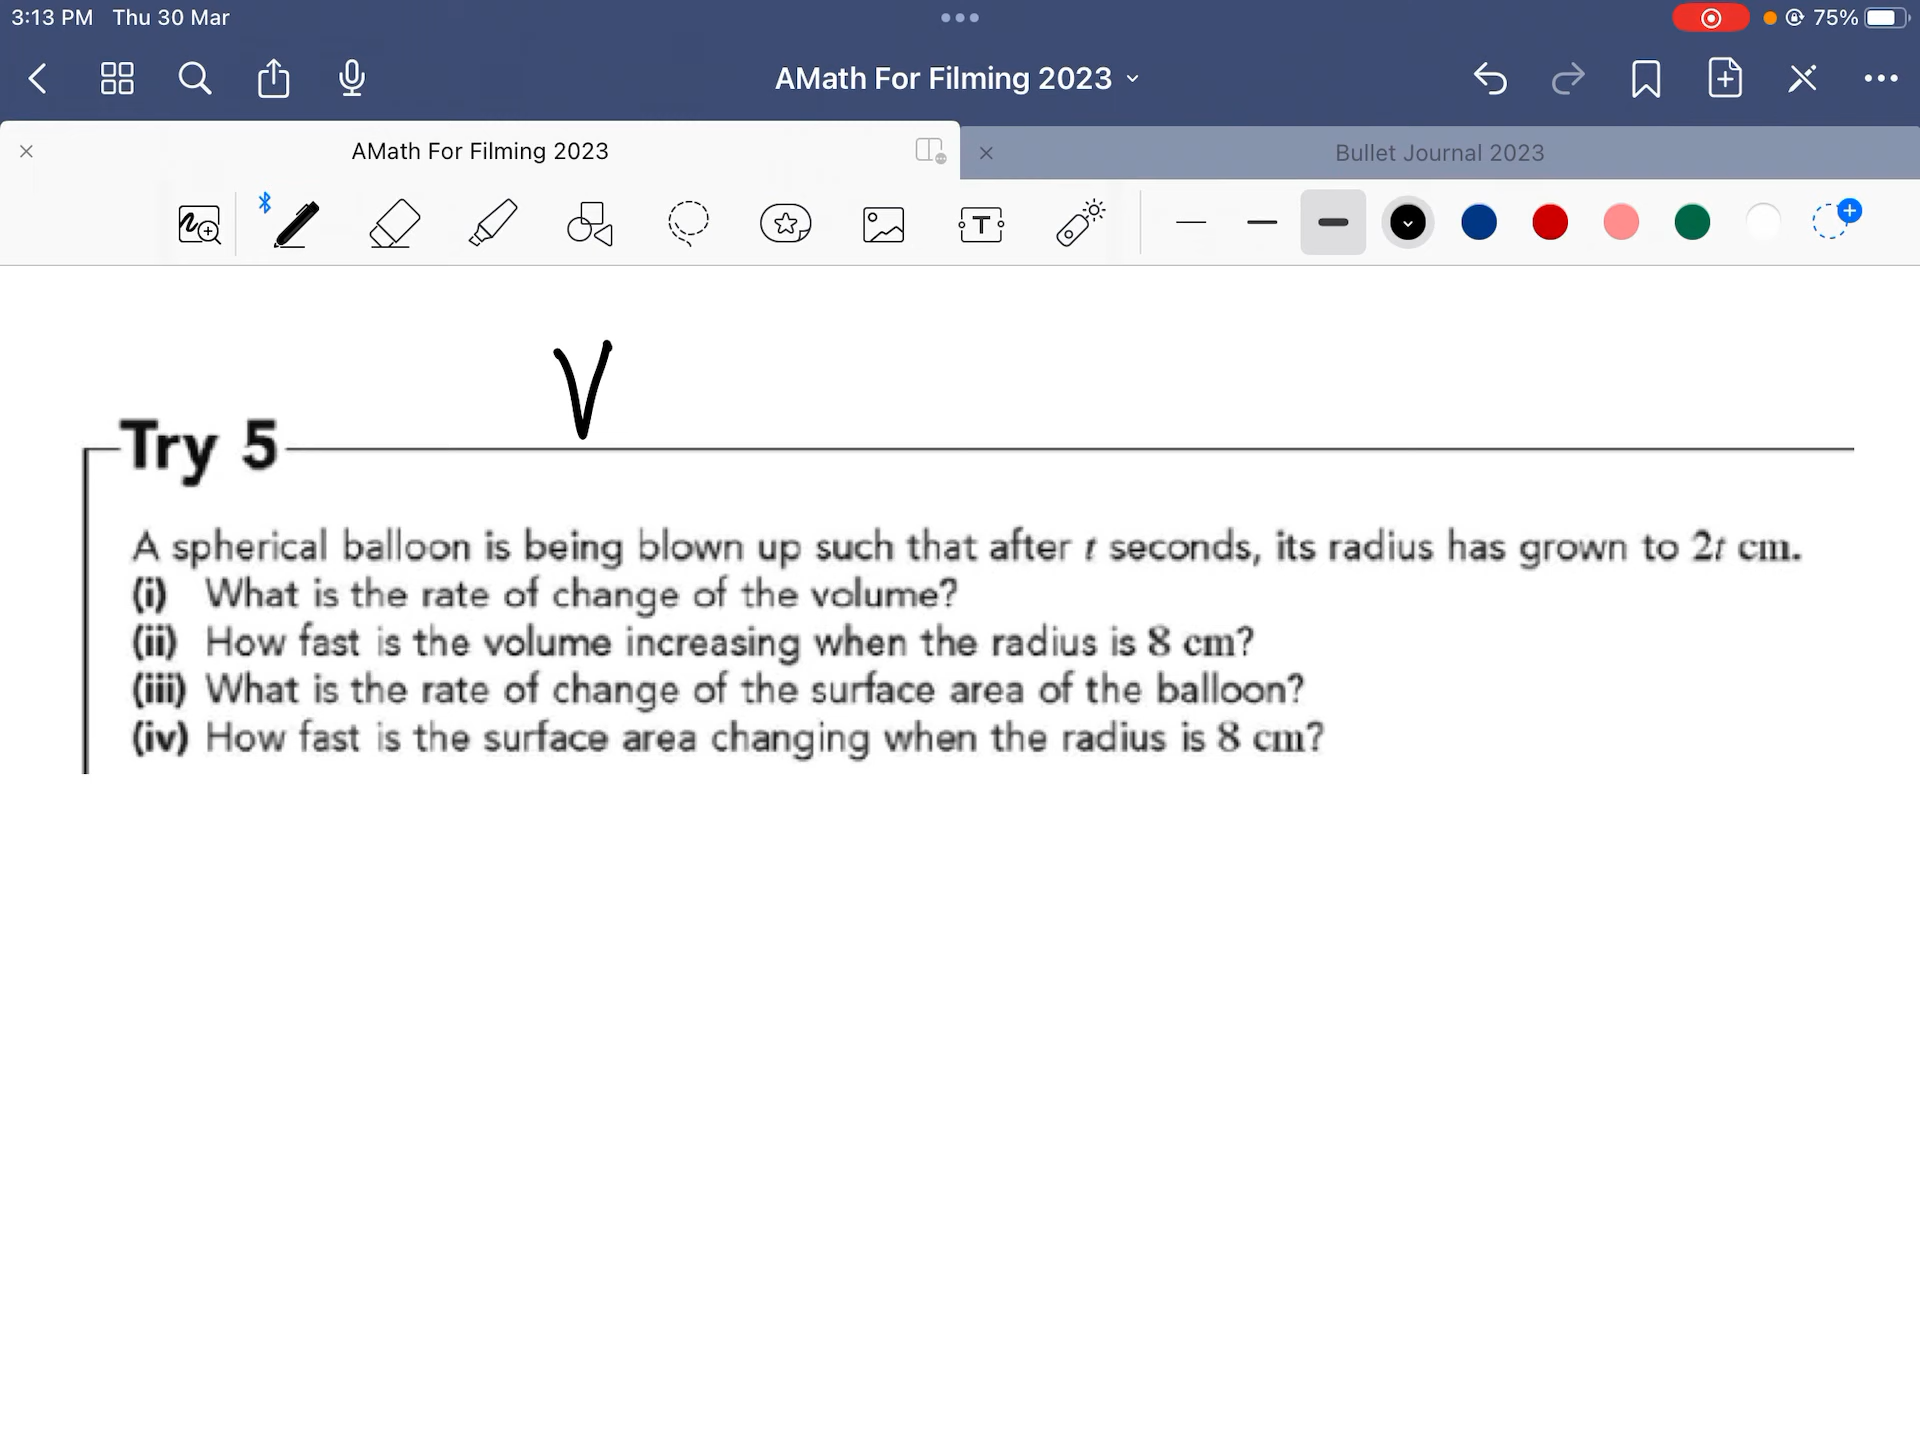 3:13 PM Thu 30 Mar
75%
AMath For Filming 2023
AMath For Filming 2023
Bullet Journal 2023
T
V
Try 5
A spherical balloon is being blown up such that after t seconds, its radius has grown to 2t cm.
(i) What is the rate of change of the volume?
(ii) How fast is the volume increasing when the radius is 8 cm?
(iii) What is the rate of change of the surface area of the balloon?
(iv) How fast is the surface area changing when the radius is 8 cm?